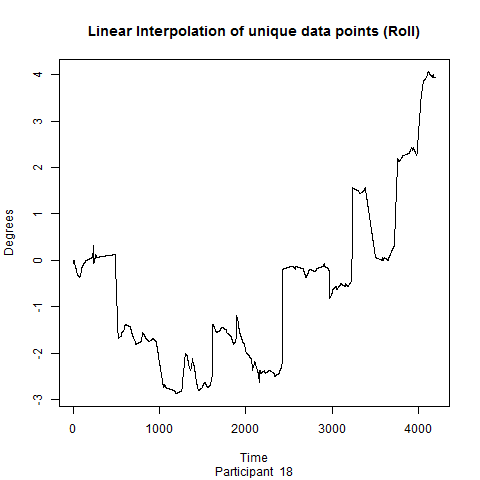 Linear Interpolation of unique data points (Roll)
4
3
2
1
0
-1
-2
-3
Degrees
0 1000 2000 3000 4000
Time
Participant 18